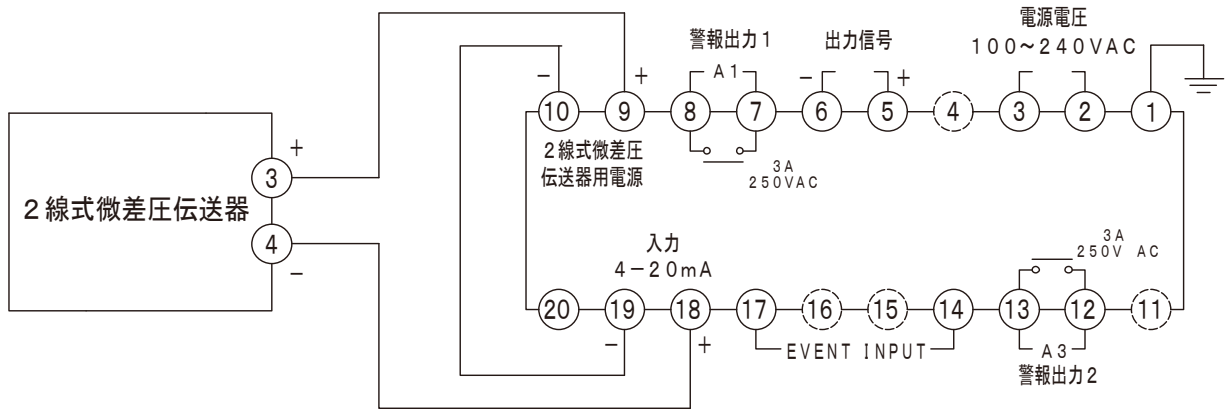 電源電圧
100~240VAC
警報出力1
出力信号
A1
- + - +
10 9 8 7 6 5 4 3 2 1
2線式微差圧
伝送器用電源
3A
250VAC
+
3
2線式微差圧伝送器
4
-
入力
4-20mA
3A
250V AC
20 19 18 17 16 15 14 13 12 11
- +
EVENT INPUT
A3
警報出力2